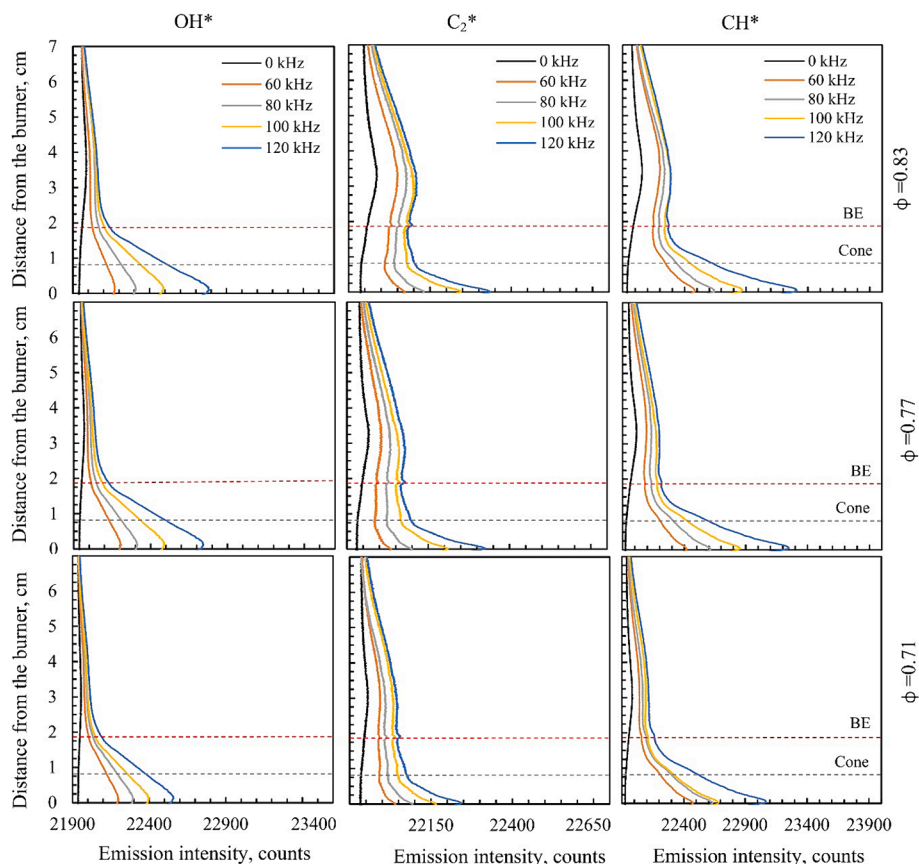 OH* C₂* CH*
7
6
5
4
3
2
1
0
Distance from the burner, cm
0 kHz
60 kHz
80 kHz
100 kHz
120 kHz
0 kHz
60 kHz
80 kHz
100 kHz
120 kHz
0 kHz
60 kHz
80 kHz
100 kHz
120 kHz
BE
Cone
ϕ=0.83
6
5
4
3
2
1
0
Distance from the burner, cm
BE
Cone
ϕ=0.77
6
5
4
3
2
1
0
Distance from the burner, cm
BE
Cone
ϕ=0.71
21900 22400 22900 23400 22150 22400 22650 22400 22900 23400 23900
Emission intensity, counts Emission intensity, counts Emission intensity, counts